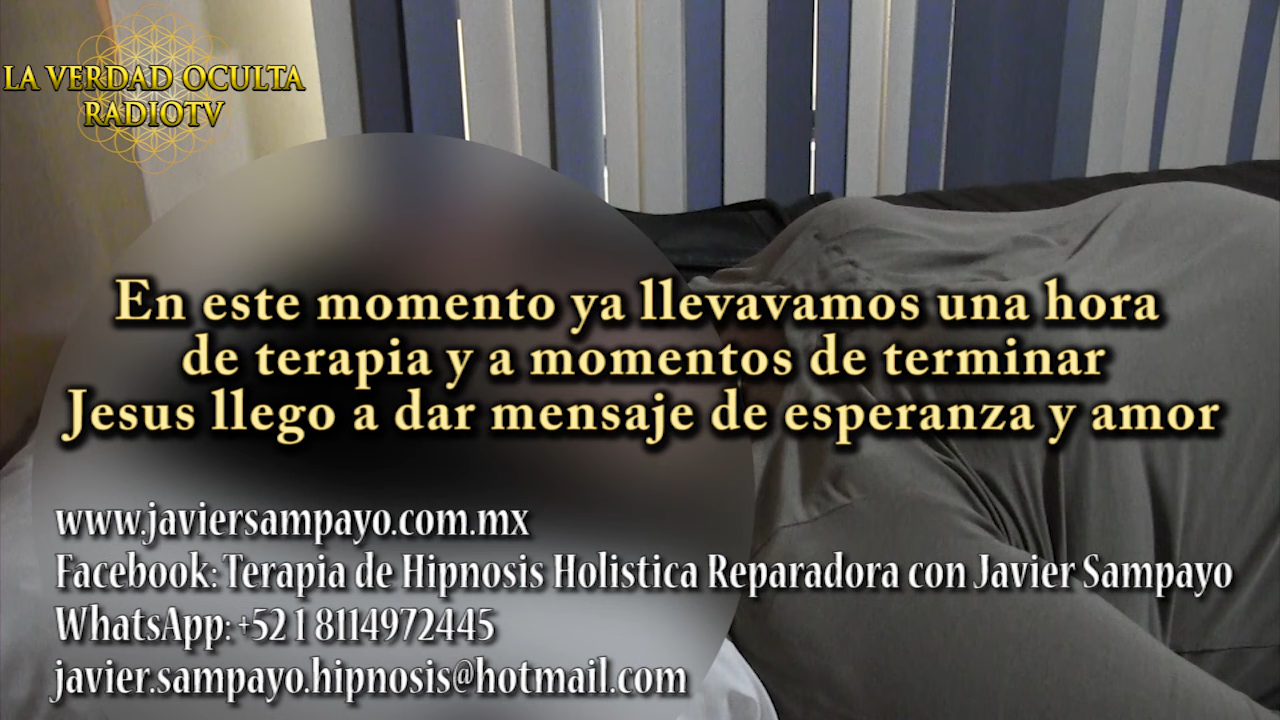 LA VERDAD OCULTA
RADIOTV
En este momento ya llevavamos una hora
de terapia y a momentos de terminar
Jesus llego a dar mensaje de esperanza y amor
www.javiersampayo.com.mx
Facebook: Terapia de Hipnosis Holistica Reparadora con Javier Sampayo
WhatsApp: +52 1 8114972445
javier.sampayo.hipnosis@hotmail.com